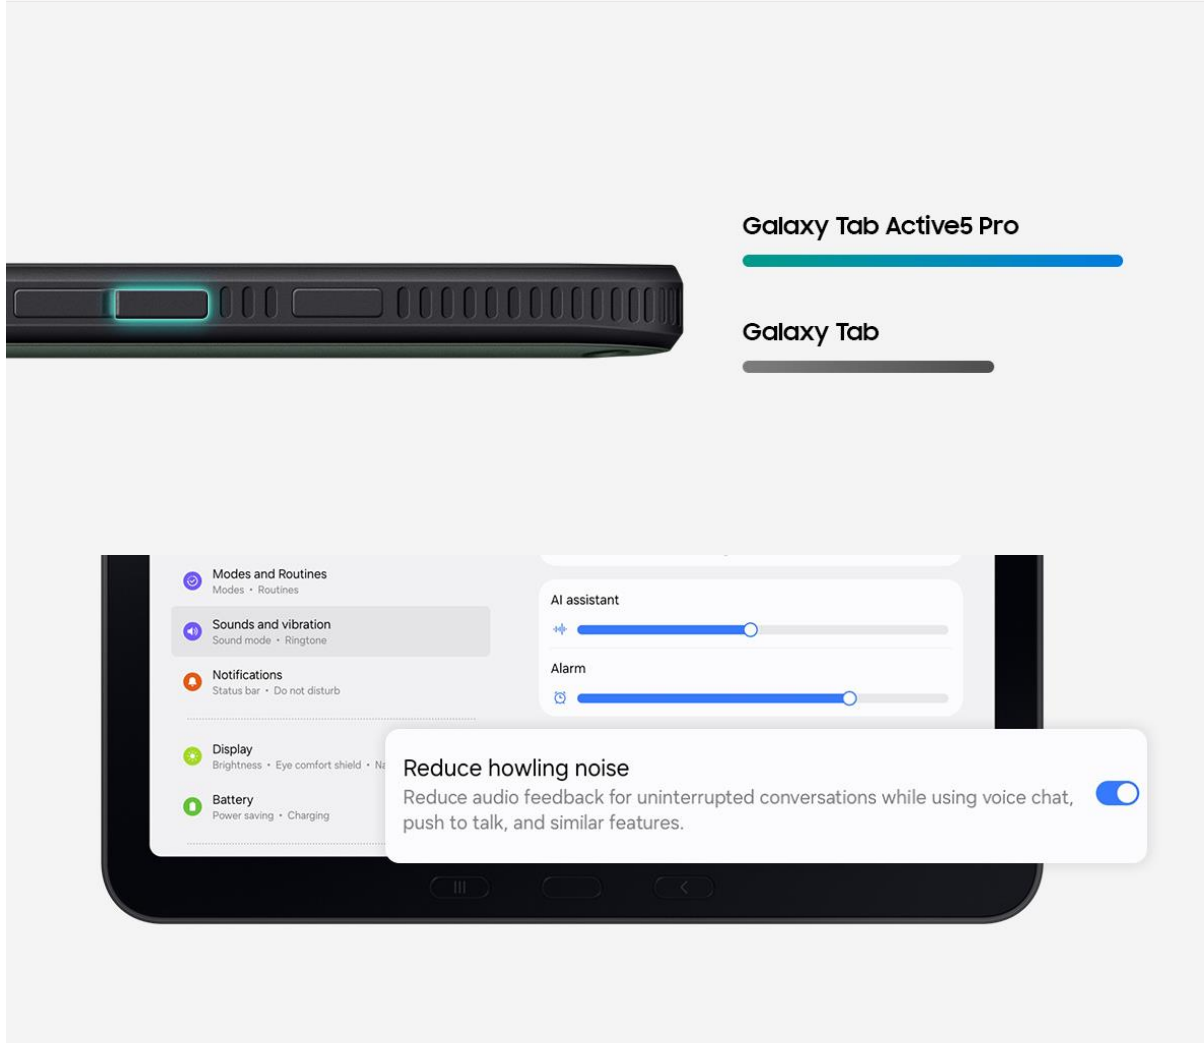 Galaxy Tab Active5 Pro
Galaxy Tab
Modes and Routines
Modes • Routines
Sounds and vibration
Sound mode • Ringtone
Notifications
Status bar • Do not disturb
Display
Brightness • Eye comfort shield •
Battery
Power saving • Charging
AI assistant
Alarm
Reduce howling noise
Reduce audio feedback for uninterrupted conversations while using voice chat,
push to talk, and similar features.